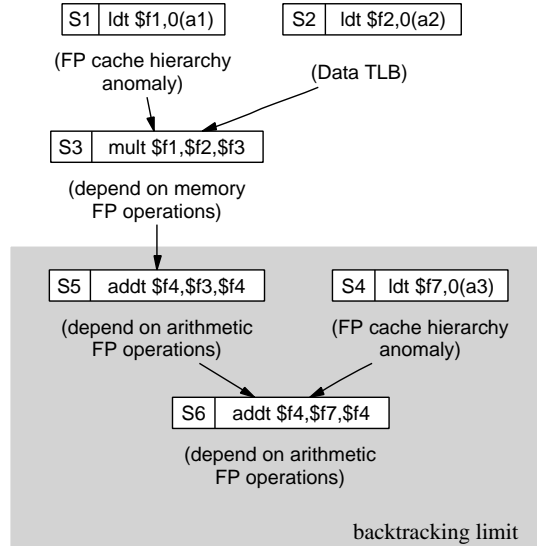 S1 ldt $f1,0(a1) S2 ldt $f2,0(a2)
(FP cache hierarchy
anomaly)
(Data TLB)
S3 mult $f1,$f2,$f3
(depend on memory
FP operations)
S5 addt $f4,$f3,$f4 S4 ldt $f7,0(a3)
(depend on arithmetic
FP operations)
(FP cache hierarchy
anomaly)
S6 addt $f4,$f7,$f4
(depend on arithmetic
FP operations)
backtracking limit